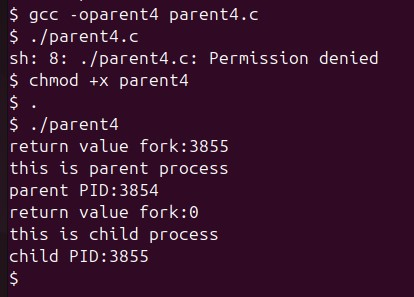 $ gcc -oparent4 parent4.c
$ ./parent4.c
sh: 8: ./parent4.c: Permission denied
$ chmod +x parent4
$ .
$ ./parent4
return value fork:3855
this is parent process
parent PID:3854
return value fork:0
this is child process
child PID:3855
$